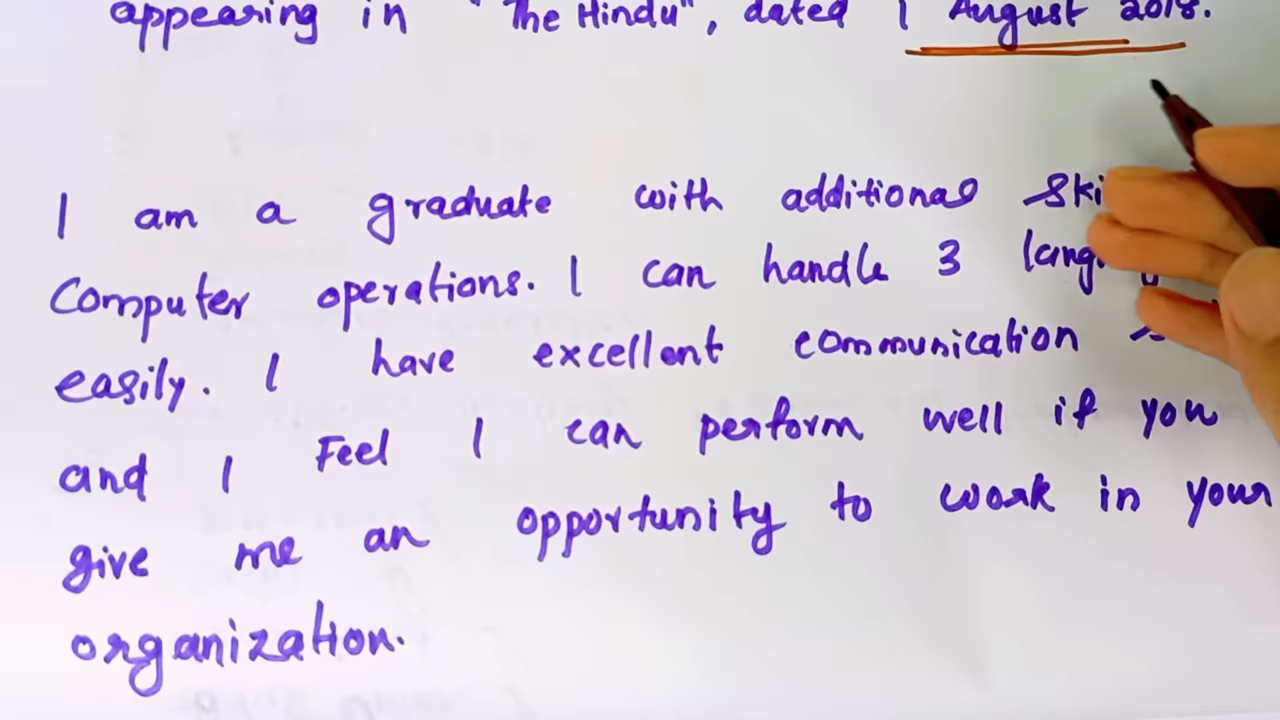 appearing in "The Hindu", dated 1 August 2018.
I am a graduate with additional
Computer operations. I can handle 3
easily. I have excellent communication
and I Feel I can perform well if you
give me an opportunity to work in your
organization.